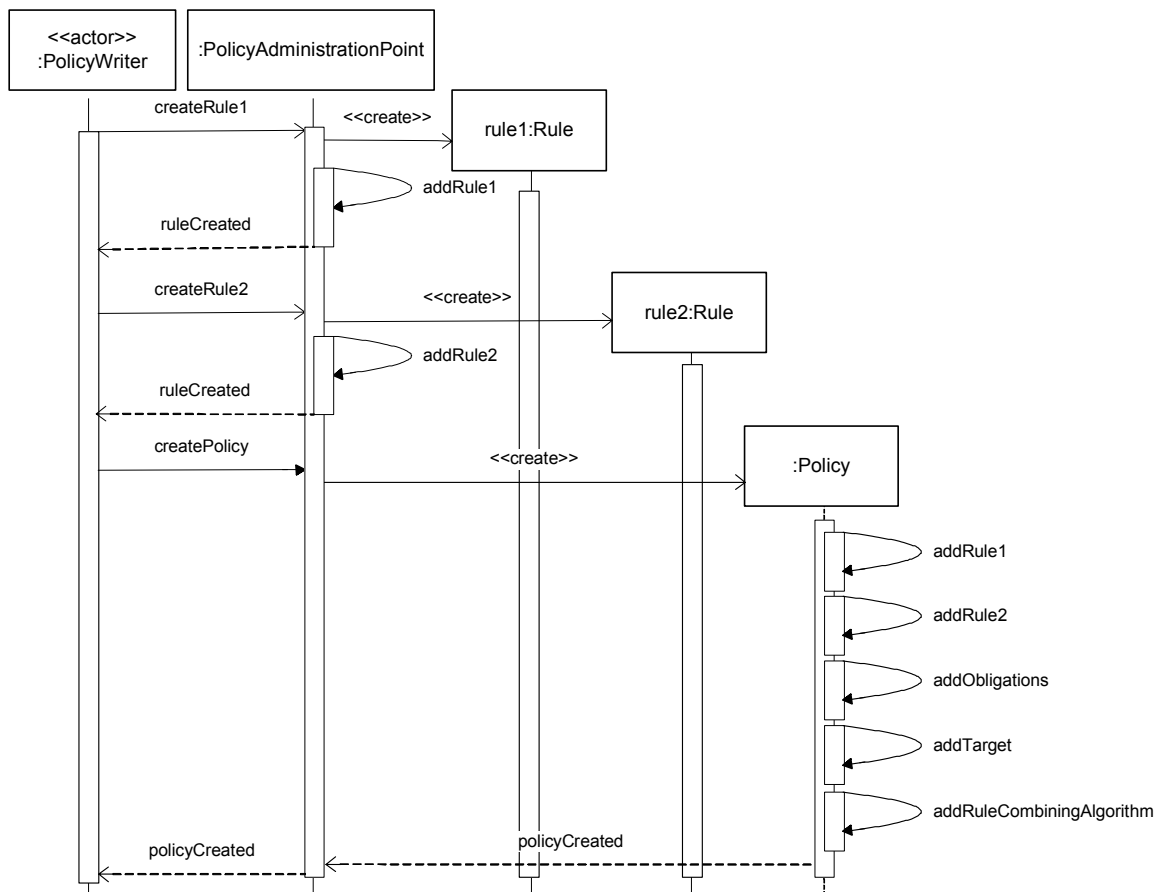 <<actor>>
:PolicyWriter
:PolicyAdministrationPoint
createRule1
<<create>>
rule1:Rule
addRule1
ruleCreated
createRule2
<<create>>
rule2:Rule
addRule2
ruleCreated
createPolicy
<<create>>
:Policy
addRule1
addRule2
addObligations
addTarget
addRuleCombiningAlgorithm
policyCreated
policyCreated